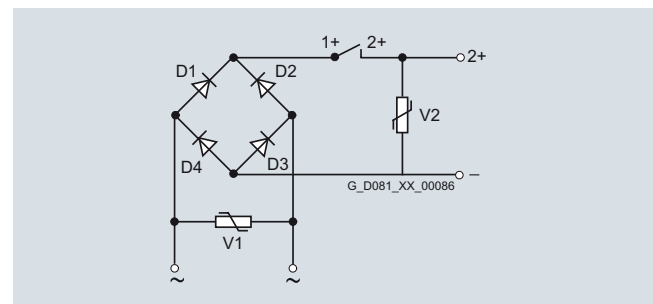 1+ 2+
2+
D1 D2
V2
D4 D3
–
G_D081_XX_00086
V1
~ ~